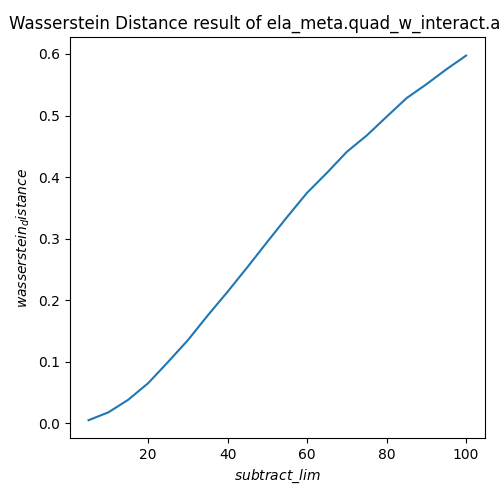 Wasserstein Distance result of ela_meta.quad_w_interact.a
0.6
0.5
0.4
0.3
0.2
0.1
0.0
wasserstein_distance
20 40 60 80 100
subtract_lim